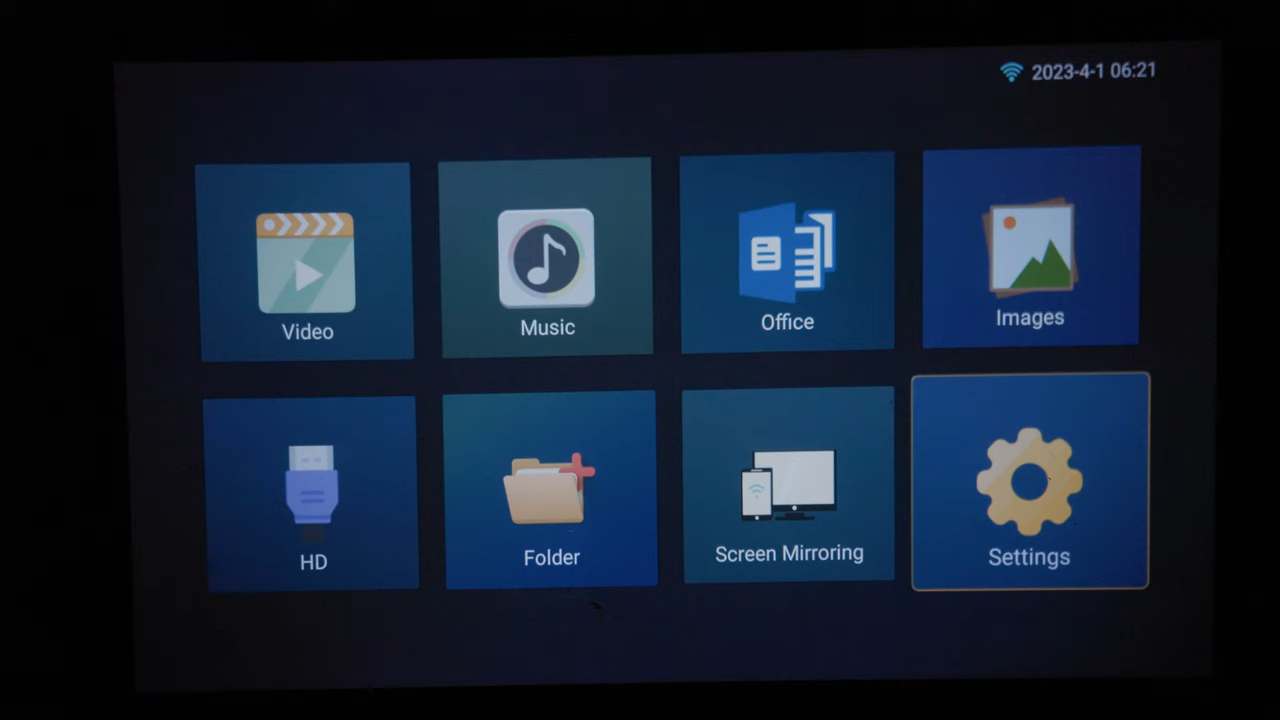 2023-4-1 06:21
Video
Music
Office
Images
HD
Folder
Screen Mirroring
Settings